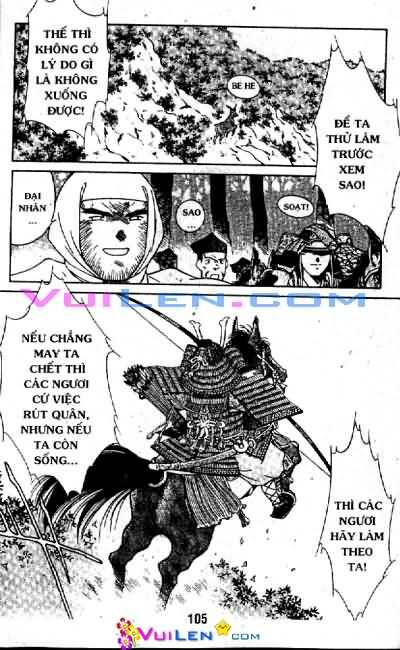 THẾ THÌ
KHÔNG CÓ
LÝ DO GÌ
LÀ KHÔNG
XUỐNG
ĐƯỢC!
BE HE
ĐỂ TA
THỬ LÀM
TRƯỚC
XEM
SAO!
ĐẠI
NHÂN
...
SAO
...
SOẠT!
VUILEN.COM
NẾU CHẲNG
MAY TA
CHẾT THÌ
CÁC NGƯƠI
CỨ VIỆC
RÚT QUÂN,
NHƯNG NẾU
TA CÒN
SỐNG...
THÌ CÁC
NGƯƠI
HÃY LÀM
THEO
TA!
105
VUILEN.COM